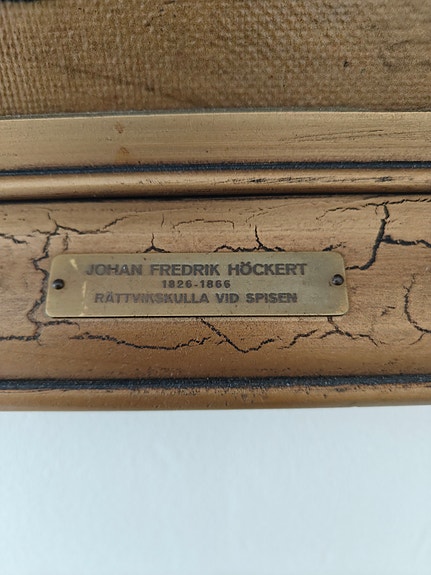 JOHAN FREDRIK HÖCKERT
1826-1866
RÄTTVIKSKULLA VID SPISEN